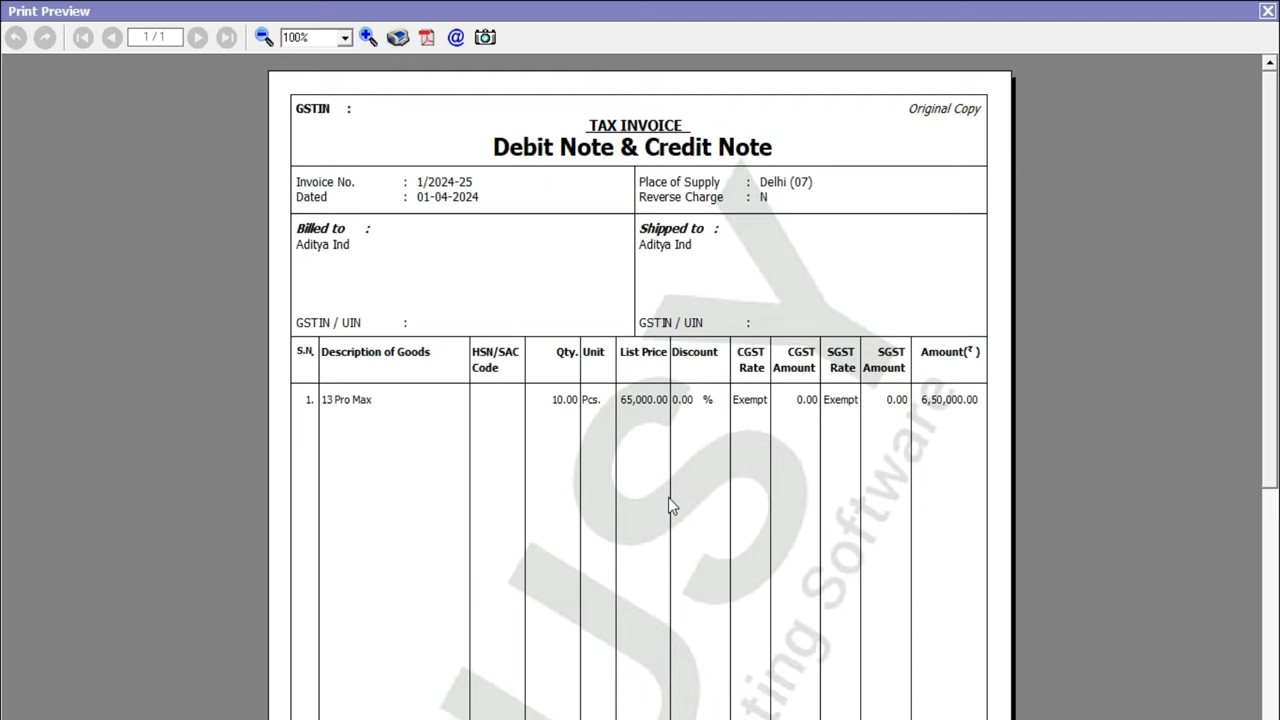 Print Preview
1 / 1
100%
GSTIN :
Original Copy
TAX INVOICE
Debit Note & Credit Note
Invoice No. : 1/2024-25
Dated : 01-04-2024
Place of Supply : Delhi (07)
Reverse Charge : N
Billed to :
Aditya Ind
GSTIN / UIN :
Shipped to :
Aditya Ind
GSTIN / UIN :
S.N. Description of Goods HSN/SAC Code Qty. Unit List Price Discount CGST Rate CGST Amount SGST Rate SGST Amount Amount(₹ )
1. 13 Pro Max 10.00 Pcs. 65,000.00 0.00 % Exempt 0.00 Exempt 0.00 6,50,000.00
USY
ting Software